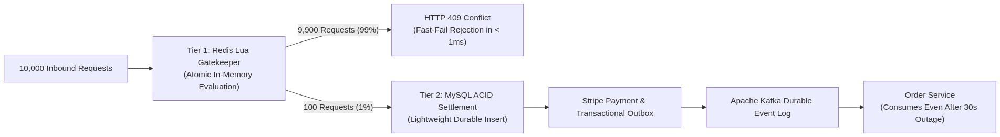 10,000 Inbound Requests
Tier 1: Redis Lua
Gatekeeper
(Atomic In-Memory
Evaluation)
9,900 Requests (99%)
HTTP 409 Conflict
(Fast-Fail Rejection in <
1ms)
100 Requests (1%)
Tier 2: MySQL ACID
Settlement
(Lightweight Durable Insert)
Stripe Payment &
Transactional Outbox
Apache Kafka Durable
Event Log
Order Service
(Consumes Even After 30s
Outage)